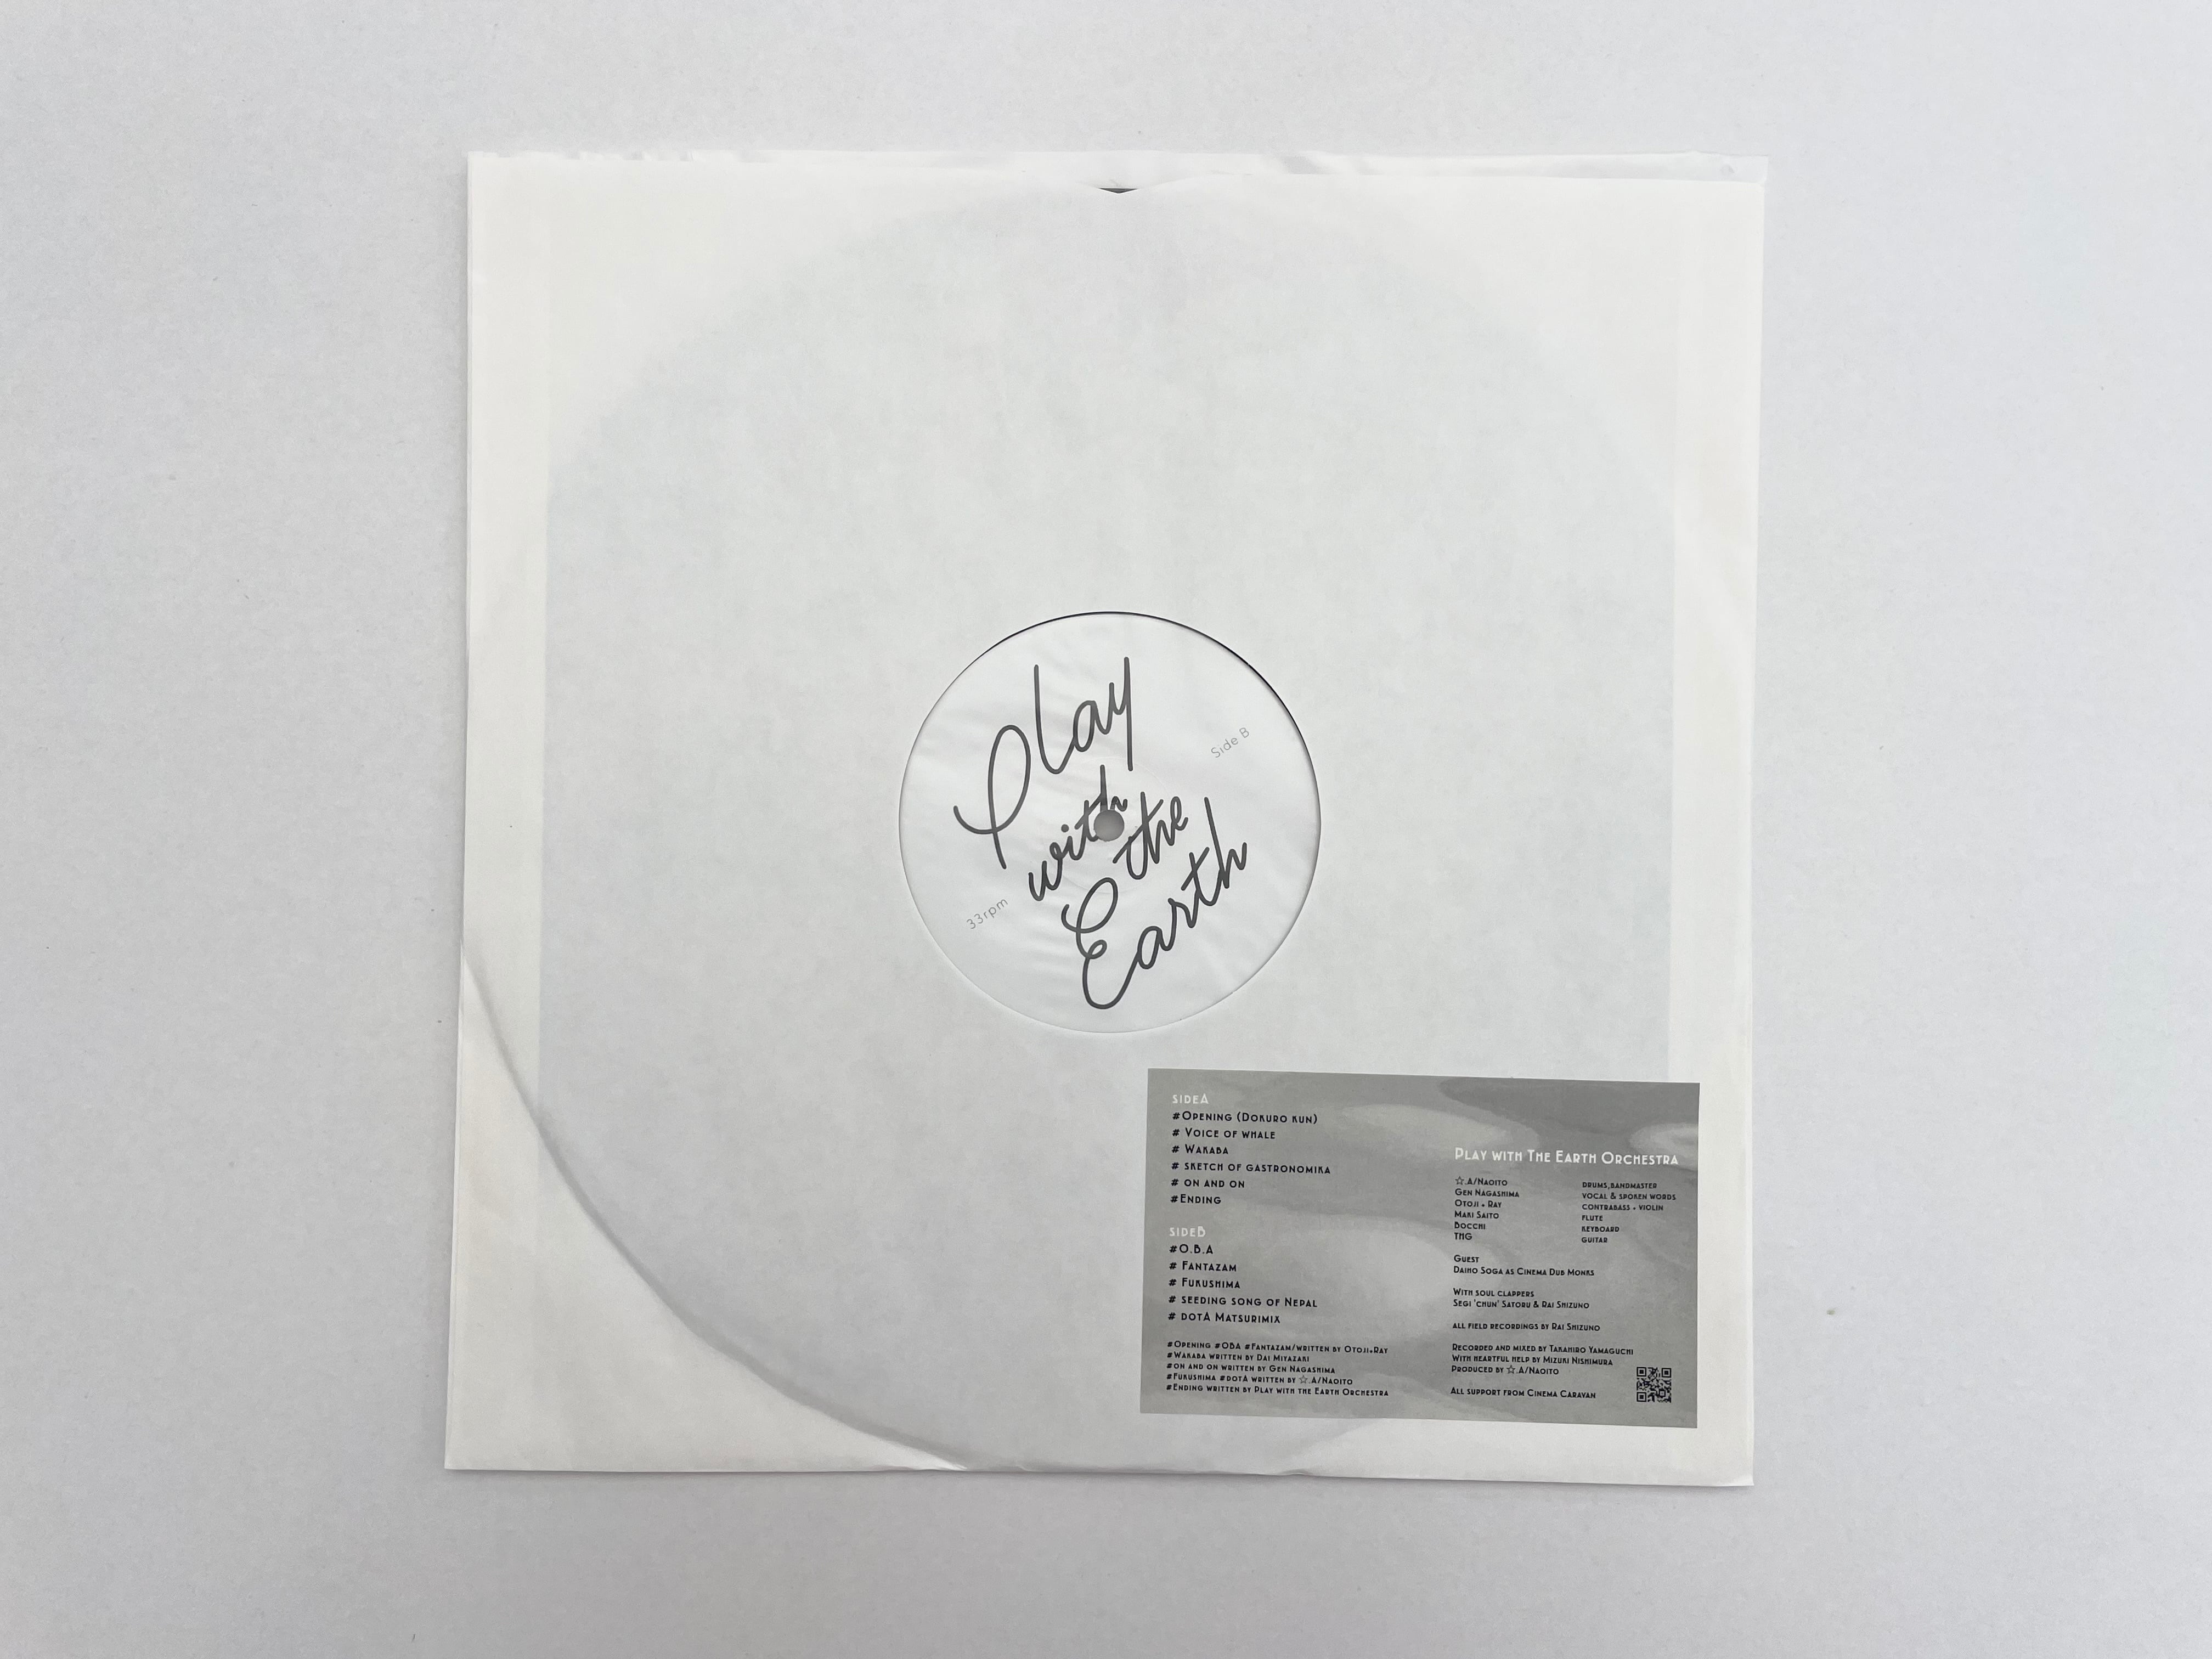 Play
with
the
Earth
Side B
33rpm
sideA
#Opening (Dokuro kun)
# Voice of whale
# Wakaba
# sketch of gastronomika
# on and on
#Ending
sideB
#O.B.A
# Fantazam
# Fukushima
# seeding song of Nepal
# dotA Matsurimix
#Opening #OBA #Fantazam/written by Otoji+Ray
#Wakaba written by Dai Miyazaki
#on and on written by Gen Nagashima
#Fukushima #dotA written by ☆.A/Naoito
#Ending written by Play with the Earth Orchestra
Play with The Earth Orchestra
☆.A/Naoito drums,bandmaster
Gen Nagashima vocal & spoken words
Otoji + Ray contrabass + violin
Maki Saito flute
Bocchi keyboard
THG guitar
Guest
Daiho Soga as Cinema Dub Monks
With soul clappers
Segi 'chun' Satoru & Rai Shizuno
all field recordings by Rai Shizuno
Recorded and mixed by Takahiro Yamaguchi
With heartful help by Mizuki Nishimura
Produced by ☆.A/Naoito
All support from Cinema Caravan